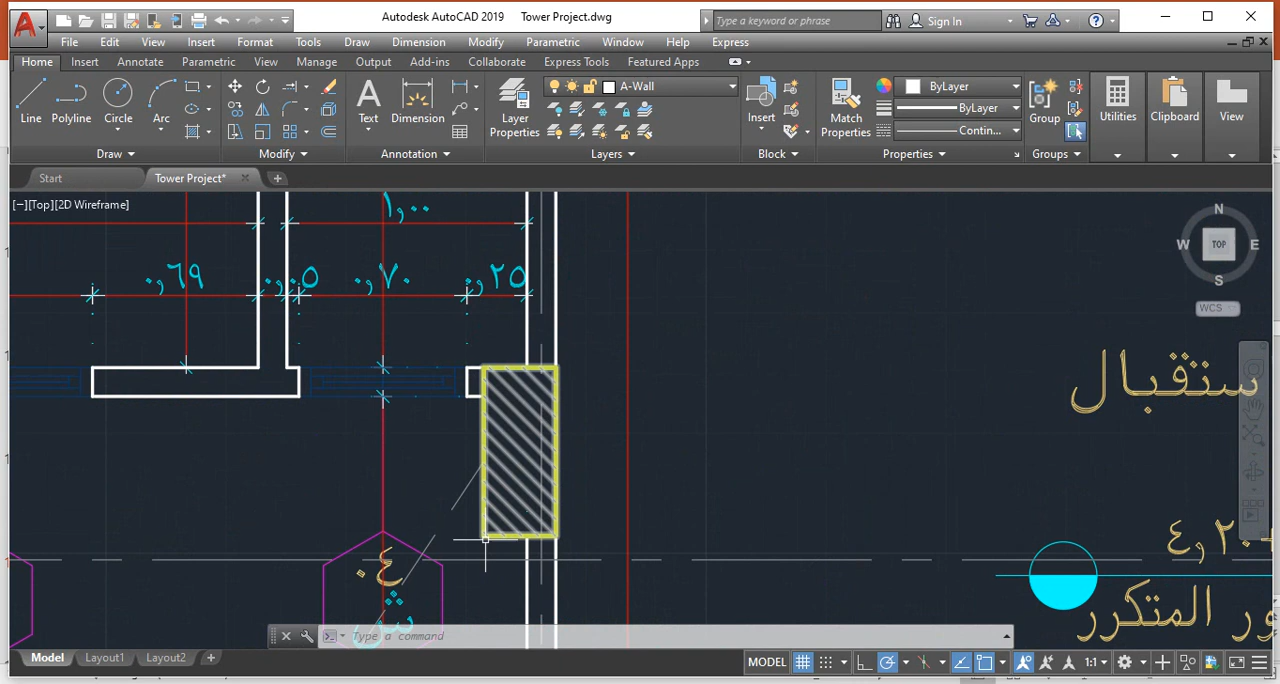 Autodesk AutoCAD 2019 Tower Project.dwg
Type a keyword or phrase
Sign In
File Edit View Insert Format Tools Draw Dimension Modify Parametric Window Help Express
Home Insert Annotate Parametric View Manage Output Add-ins Collaborate Express Tools Featured Apps
A-Wall
ByLayer
ByLayer
Contin...
Line Polyline Circle Arc Text Dimension Layer Properties Insert Match Properties Group Utilities Clipboard View
Draw Modify Annotation Layers Block Properties Groups
Start Tower Project*
[−][Top][2D Wireframe]
N
W TOP E
S
WCS
١,٠٠
٠,٦٩ ٠,٠٥ ٠,٧٠ ٠,٢٥
ستقبال
٤,٢٠+
٠٤
ش
ور المتكرر
Type a command
Model Layout1 Layout2
MODEL 1:1